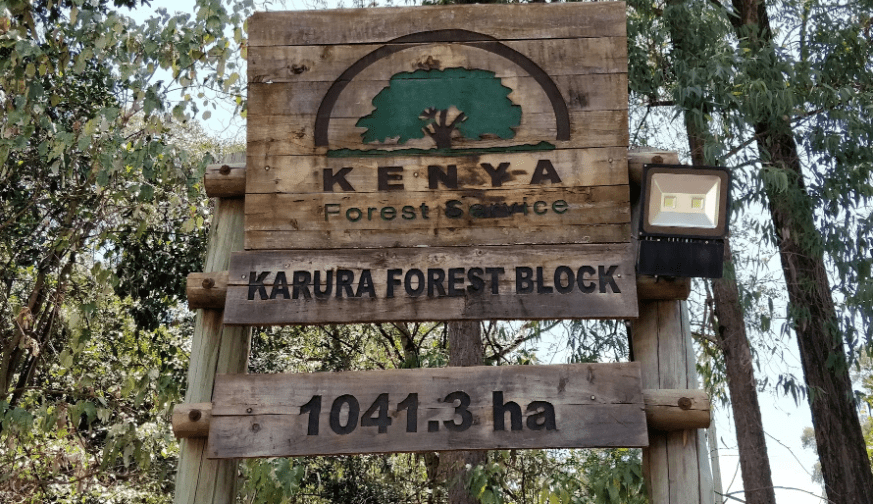 KENYA
Forest Service
KARURA FOREST BLOCK
1041.3 ha